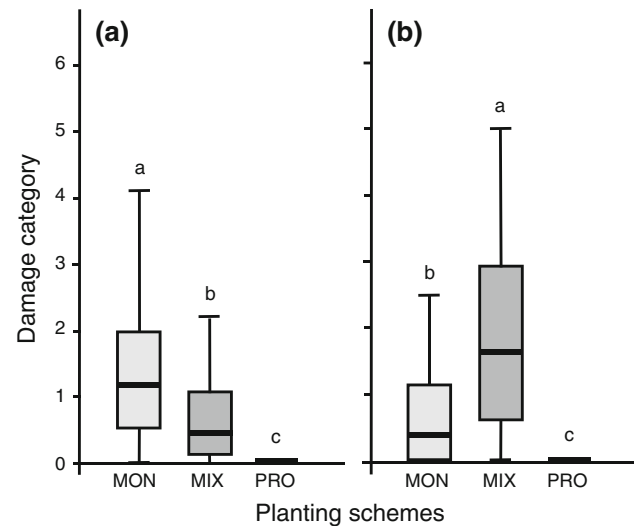 (a) (b)
6
5
4
3
2
1
0
Damage category
a
b
c
a
b
c
MON MIX PRO MON MIX PRO
Planting schemes